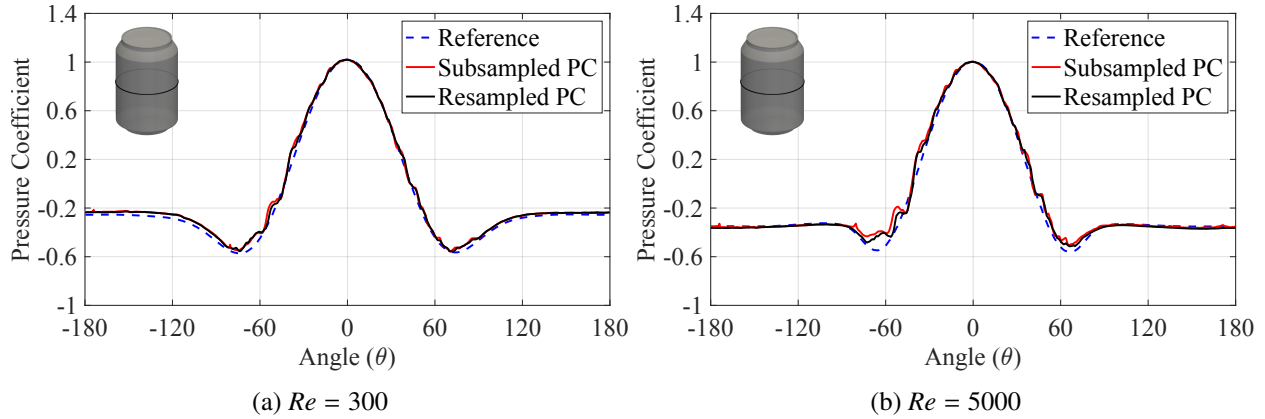 1.4
1
0.6
0.2
-0.2
-0.6
-1
-180 -120 -60 0 60 120 180
Pressure Coefficient
Angle (θ)
Reference
Subsampled PC
Resampled PC
(a) Re = 300
1.4
1
0.6
0.2
-0.2
-0.6
-1
-180 -120 -60 0 60 120 180
Pressure Coefficient
Angle (θ)
Reference
Subsampled PC
Resampled PC
(b) Re = 5000